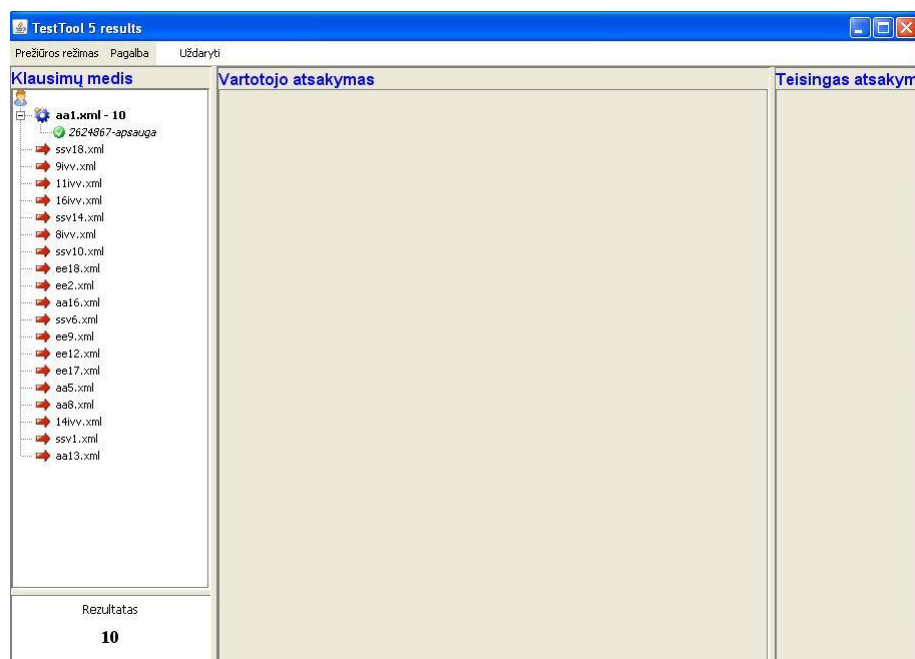 TestTool 5 results
Prežiūros režimas Pagalba Uždaryti
Klausimų medis
Vartotojo atsakymas
Teisingas atsakym
aa1.xml - 10
2624867-apsauga
ssv18.xml
9ivv.xml
11ivv.xml
16ivv.xml
ssv14.xml
8ivv.xml
ssv10.xml
ee18.xml
ee2.xml
aa16.xml
ssv6.xml
ee9.xml
ee12.xml
ee17.xml
aa5.xml
aa8.xml
14ivv.xml
ssv1.xml
aa13.xml
Rezultatas
10